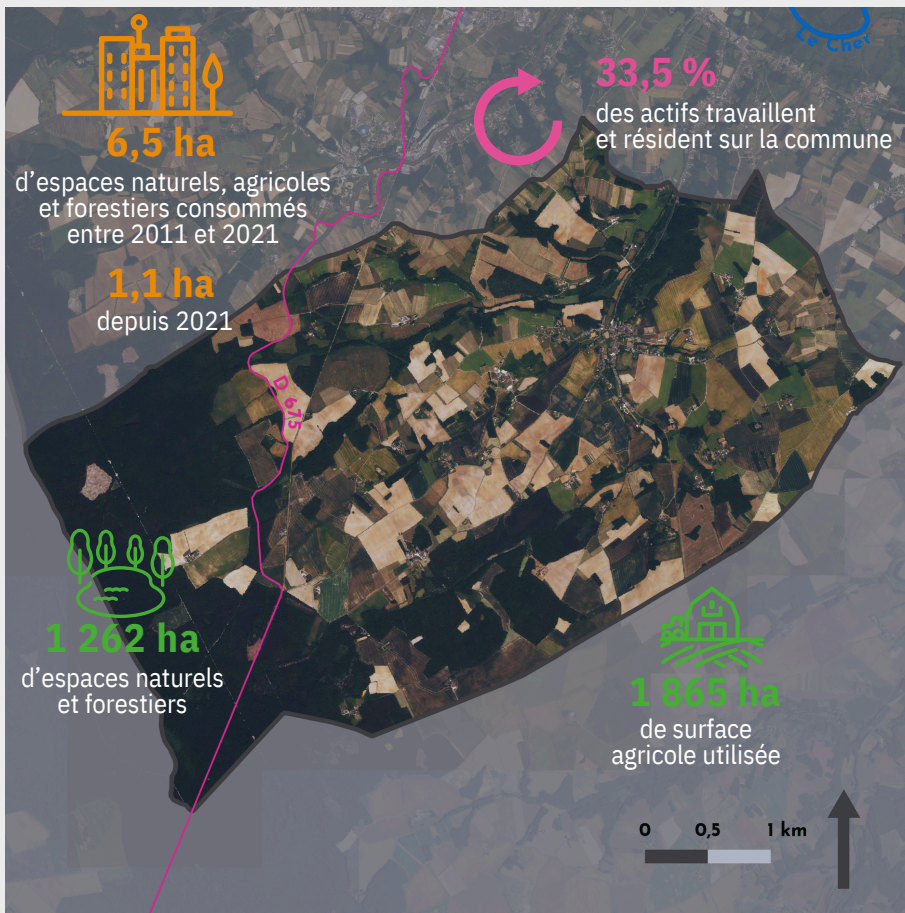 Le Cher
33,5 %
des actifs travaillent
et résident sur la commune
6,5 ha
d'espaces naturels, agricoles
et forestiers consommés
entre 2011 et 2021
1,1 ha
depuis 2021
D 675
1 262 ha
d'espaces naturels
et forestiers
1 865 ha
de surface
agricole utilisée
0 0,5 1 km